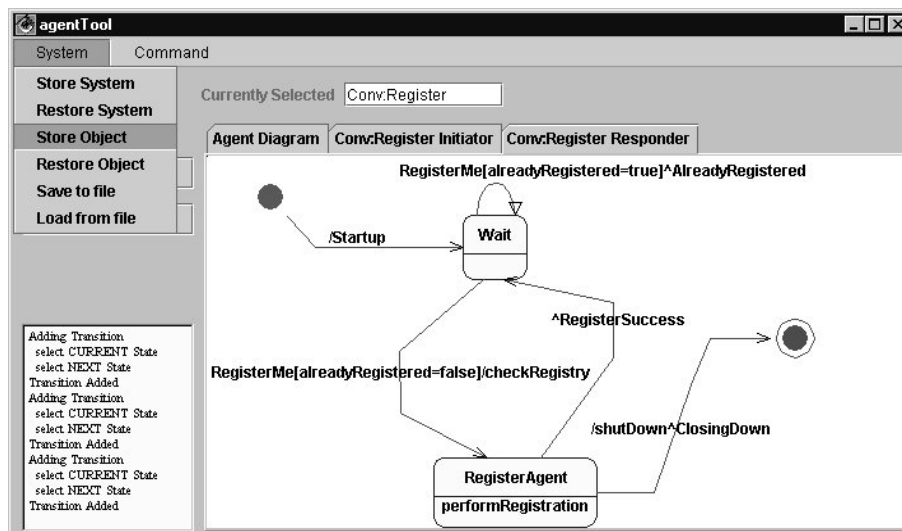 agentTool
System Command
Store System
Restore System
Store Object
Restore Object
Save to file
Load from file
Currently Selected Conv:Register
Agent Diagram Conv:Register Initiator Conv:Register Responder
RegisterMe[alreadyRegistered=true]^AlreadyRegistered
Wait
/Startup
^RegisterSuccess
RegisterMe[alreadyRegistered=false]/checkRegistry
/shutDown^ClosingDown
RegisterAgent
performRegistration
Adding Transition
select CURRENT State
select NEXT State
Transition Added
Adding Transition
select CURRENT State
select NEXT State
Transition Added
Adding Transition
select CURRENT State
select NEXT State
Transition Added